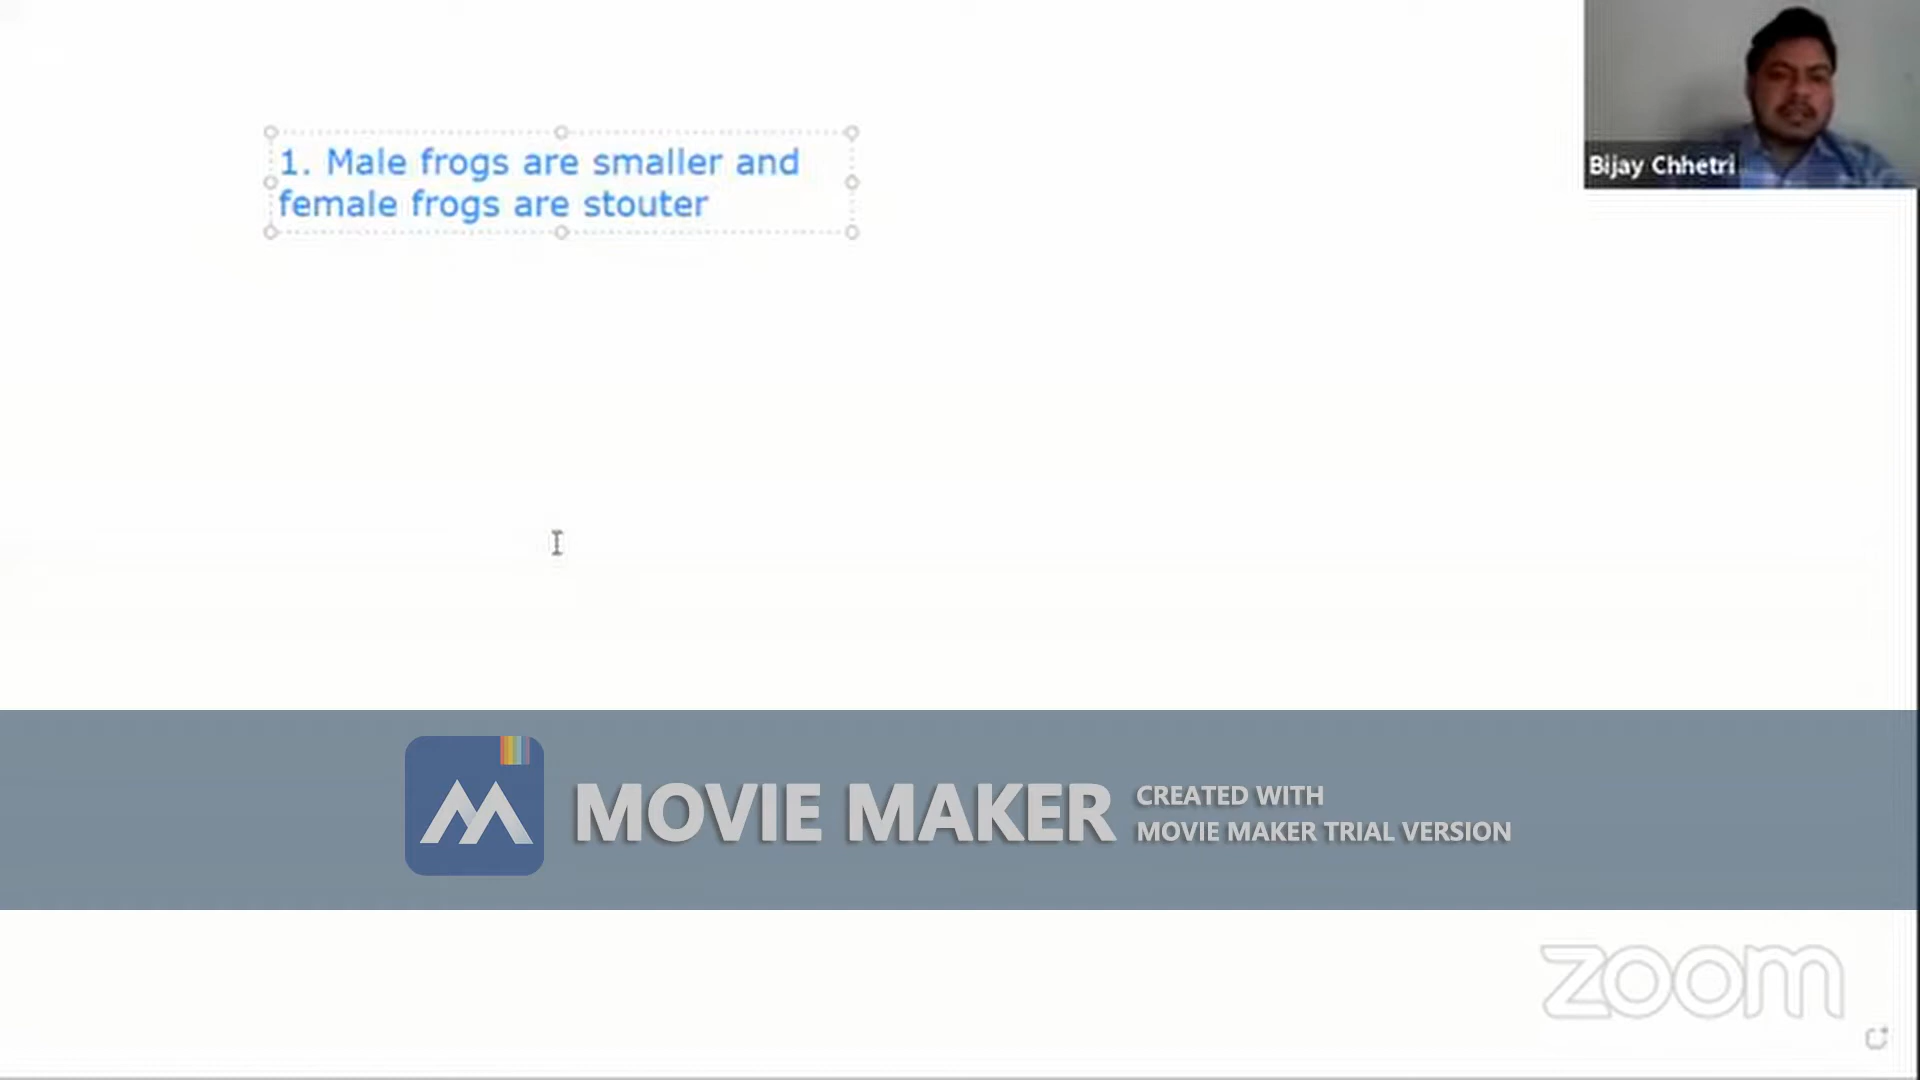 1. Male frogs are smaller and
female frogs are stouter
Bijay Chhetri
MOVIE MAKER
CREATED WITH
MOVIE MAKER TRIAL VERSION
zoom